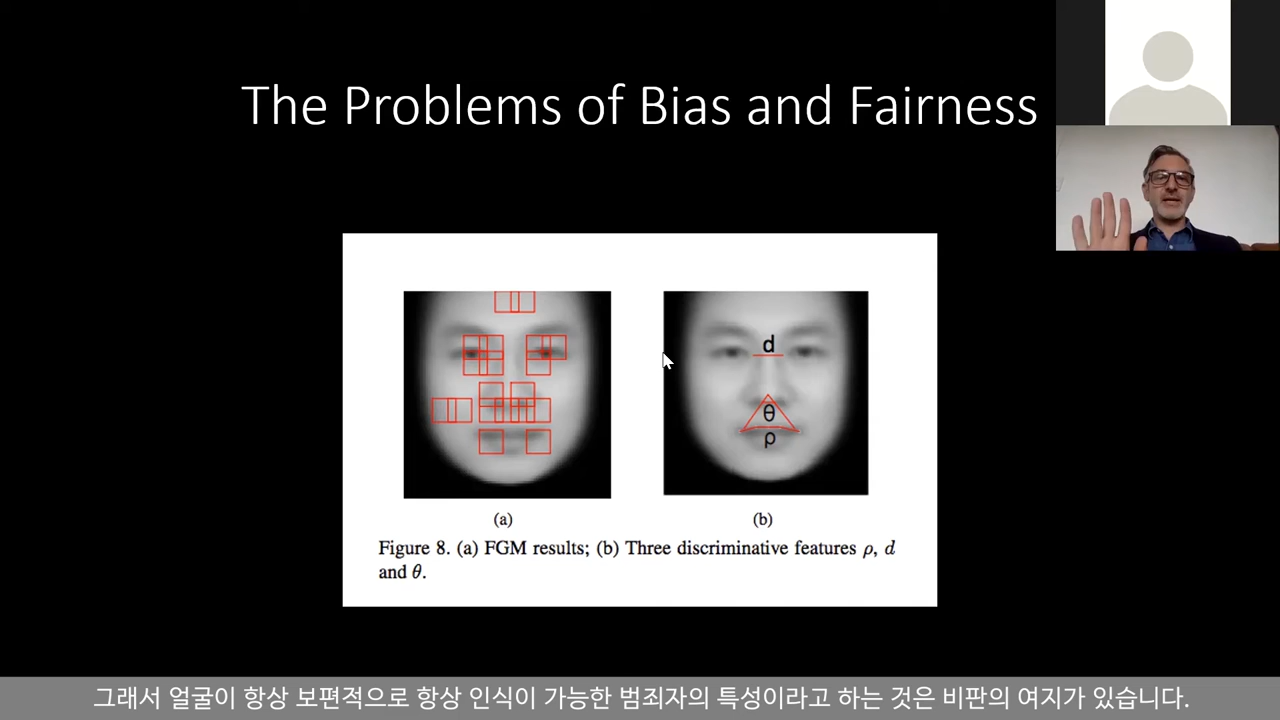 The Problems of Bias and Fairness
d
θ
ρ
(a)
(b)
Figure 8. (a) FGM results; (b) Three discriminative features ρ, d
and θ.
그래서 얼굴이 항상 보편적으로 항상 인식이 가능한 범죄자의 특성이라고 하는 것은 비판의 여지가 있습니다.